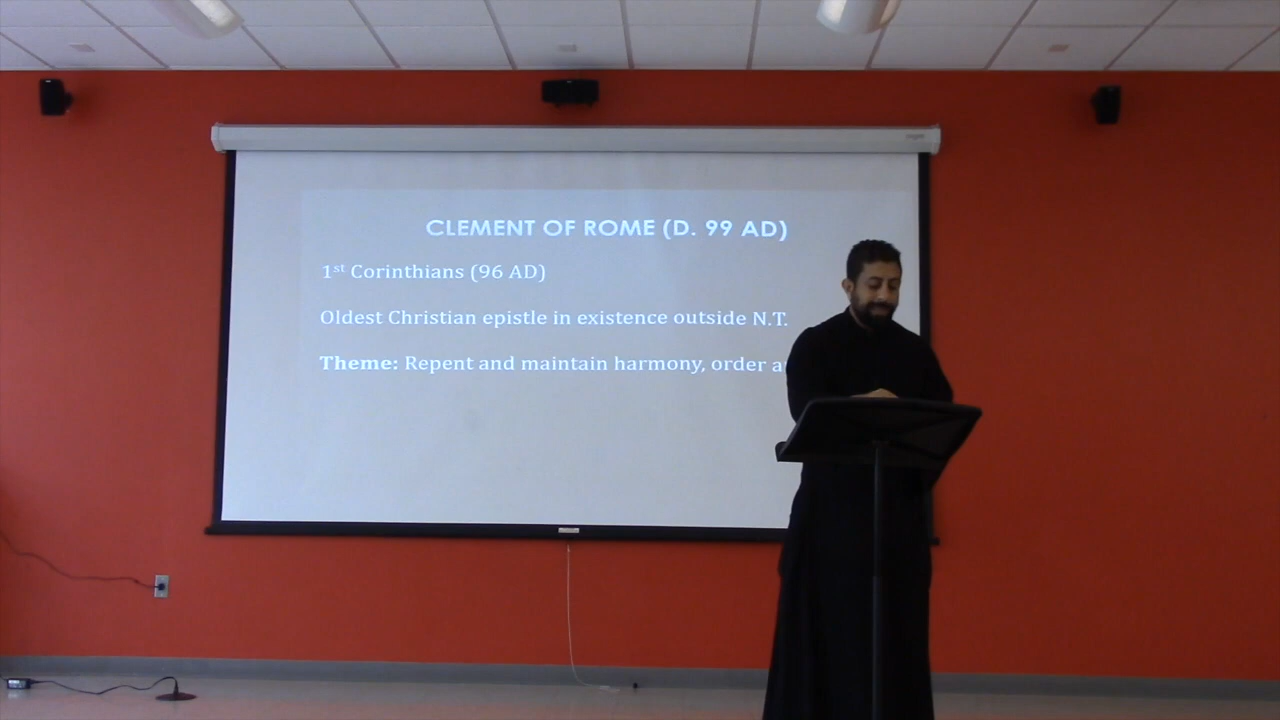 CLEMENT OF ROME (D. 99 AD)
1st Corinthians (96 AD)
Oldest Christian epistle in existence outside N.T.
Theme: Repent and maintain harmony, order